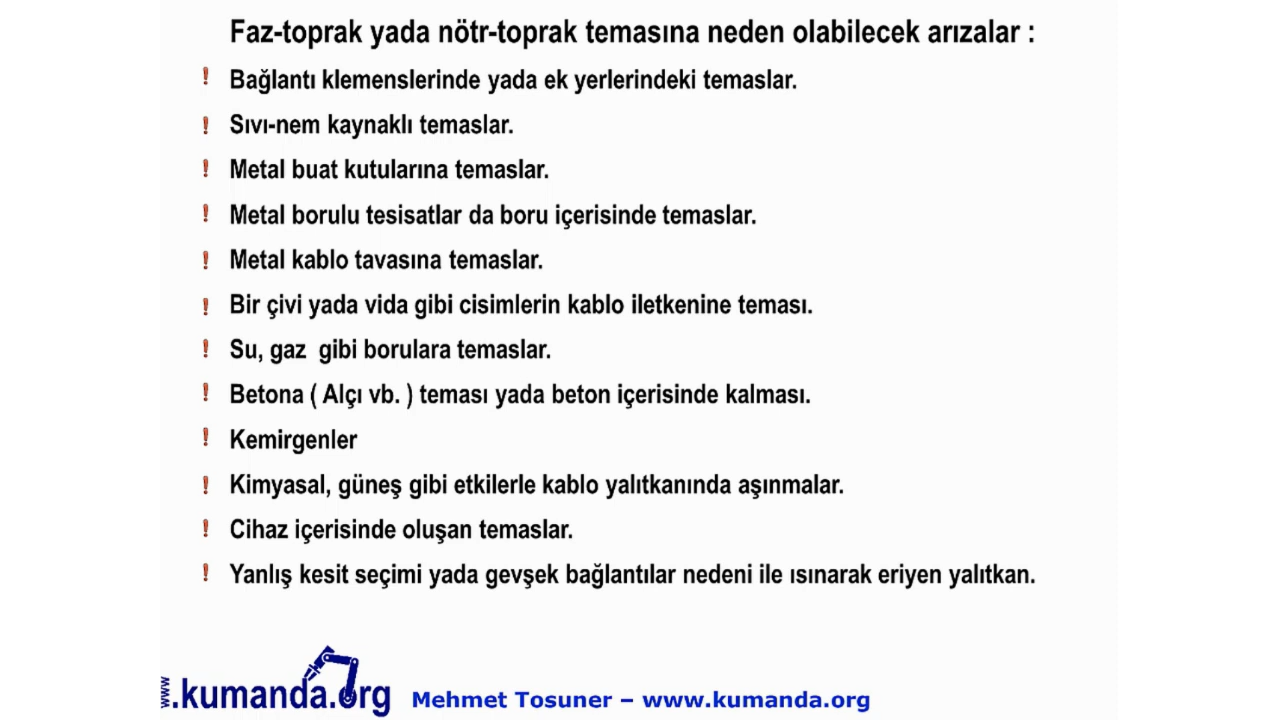 Faz-toprak yada nötr-toprak temasına neden olabilecek arızalar :
Bağlantı klemenslerinde yada ek yerlerindeki temaslar.
Sıvı-nem kaynaklı temaslar.
Metal buat kutularına temaslar.
Metal borulu tesisatlar da boru içerisinde temaslar.
Metal kablo tavasına temaslar.
Bir çivi yada vida gibi cisimlerin kablo iletkenine teması.
Su, gaz  gibi borulara temaslar.
Betona ( Alçı vb. ) teması yada beton içerisinde kalması.
Kemirgenler
Kimyasal, güneş gibi etkilerle kablo yalıtkanında aşınmalar.
Cihaz içerisinde oluşan temaslar.
Yanlış kesit seçimi yada gevşek bağlantılar nedeni ile ısınarak eriyen yalıtkan.
www.kumanda.org
Mehmet Tosuner – www.kumanda.org